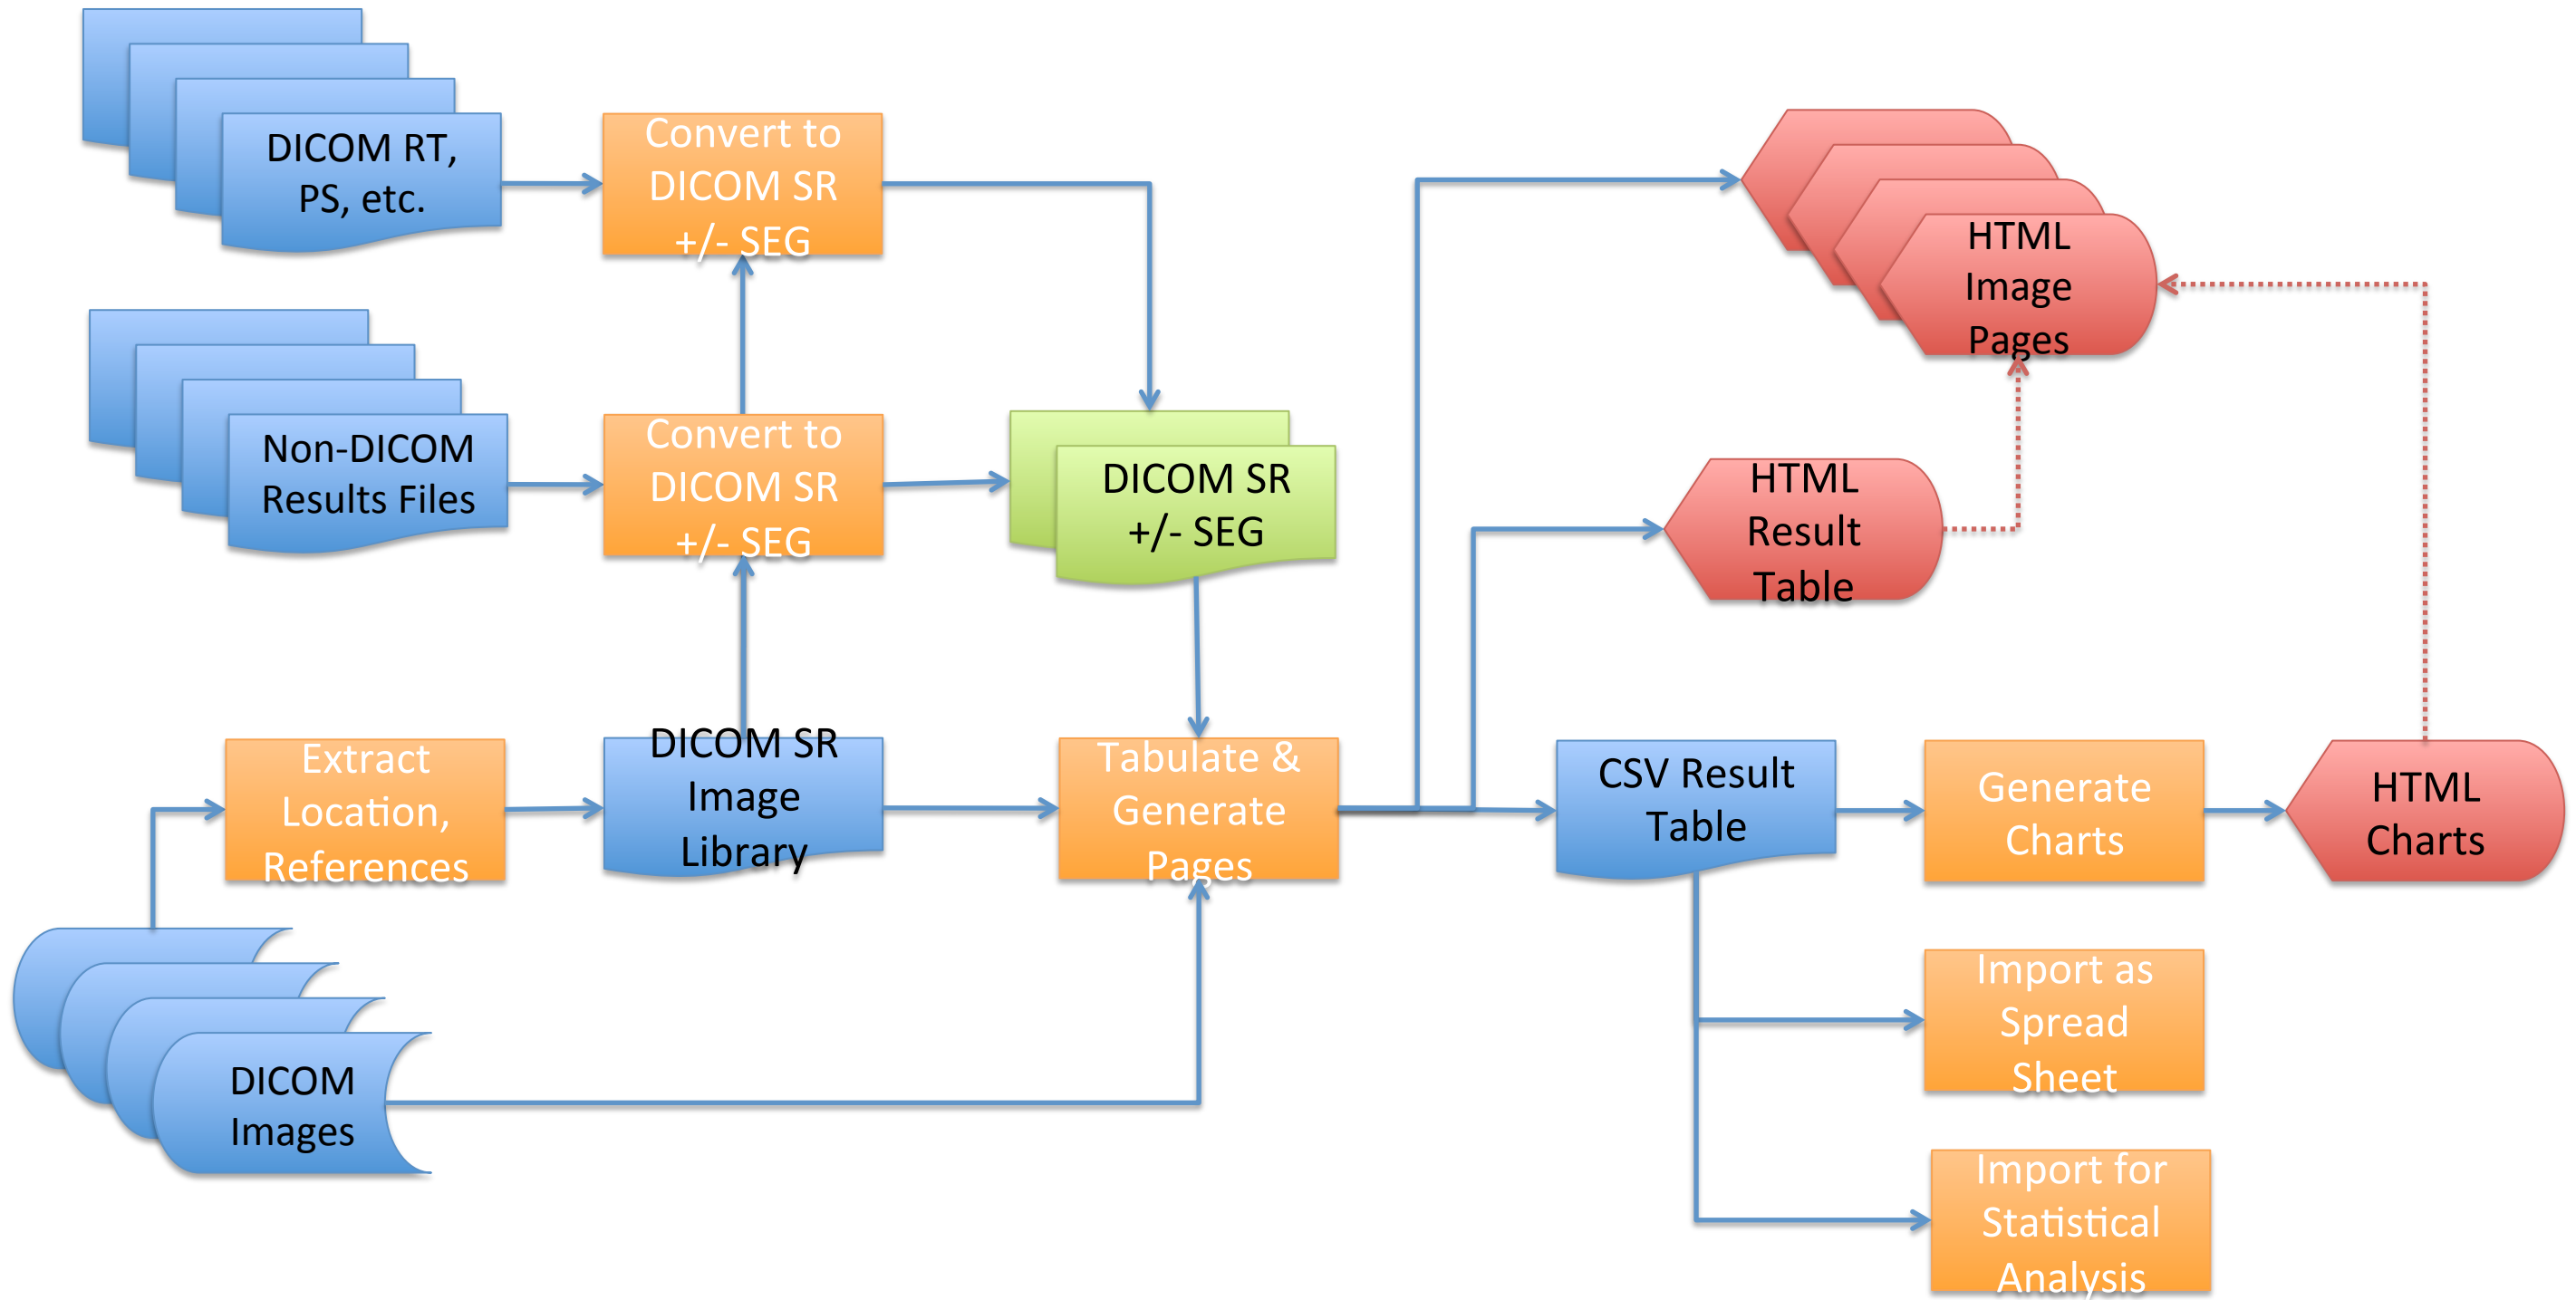 DICOM RT,
PS, etc.
Convert to
DICOM SR
+/- SEG
HTML
Image
Pages
Non-DICOM
Results Files
Convert to
DICOM SR
+/- SEG
DICOM SR
+/- SEG
HTML
Result
Table
Extract
Location,
References
DICOM SR
Image
Library
Tabulate &
Generate
Pages
CSV Result
Table
Generate
Charts
HTML
Charts
DICOM
Images
Import as
Spread
Sheet
Import for
Statistical
Analysis